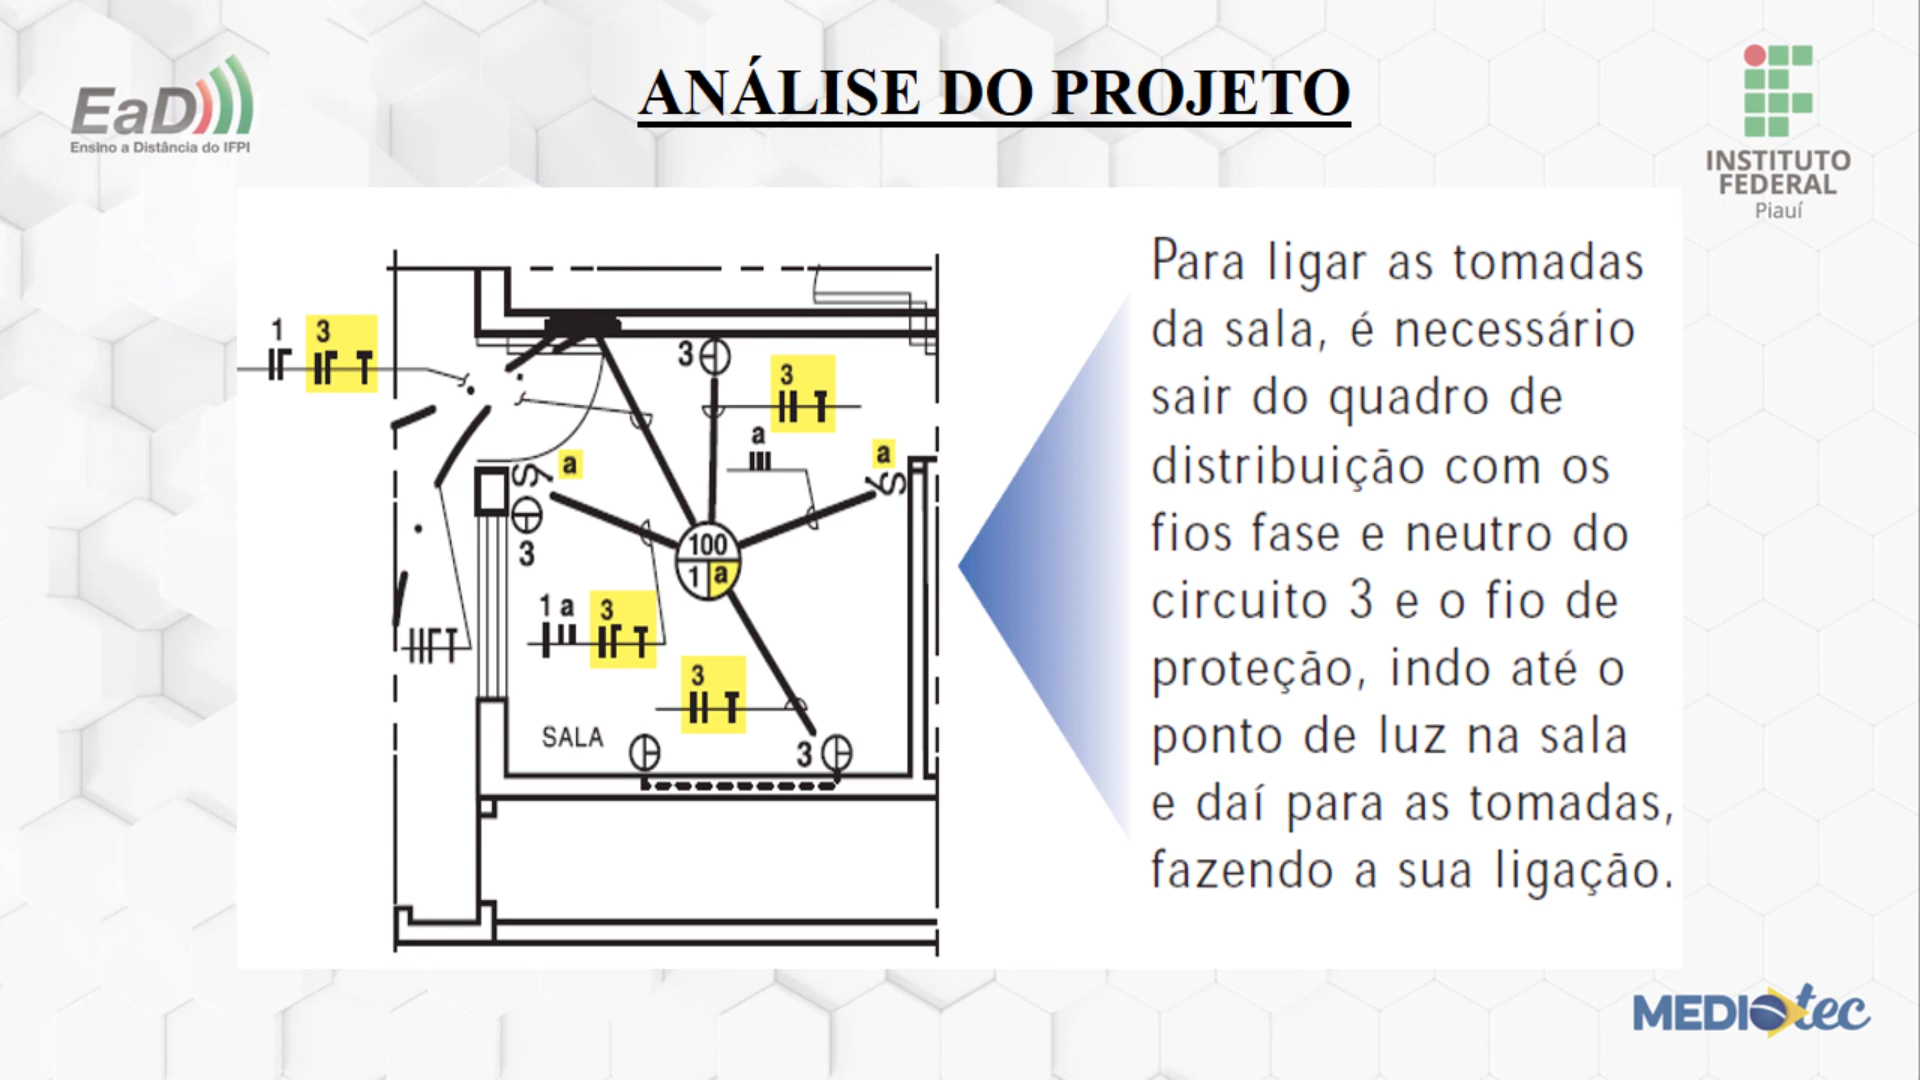 ANÁLISE DO PROJETO
EaD
Ensino a Distância do IFPI
INSTITUTO
FEDERAL
Piauí
1 3
3
3
a
a
a
3
100
1 a
1 a 3
3
SALA
3
Para ligar as tomadas
da sala, é necessário
sair do quadro de
distribuição com os
fios fase e neutro do
circuito 3 e o fio de
proteção, indo até o
ponto de luz na sala
e daí para as tomadas,
fazendo a sua ligação.
MEDIOtec